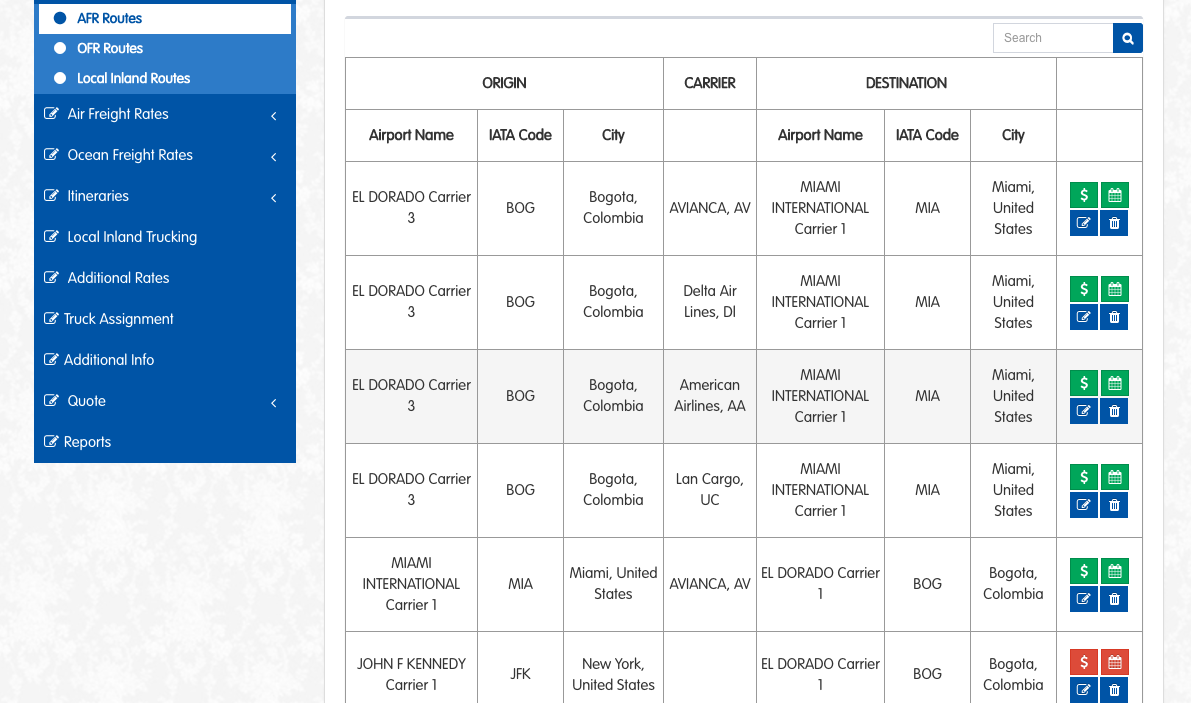 AFR Routes
OFR Routes
Local Inland Routes
Air Freight Rates
Ocean Freight Rates
Itineraries
Local Inland Trucking
Additional Rates
Truck Assignment
Additional Info
Quote
Reports
Search
ORIGIN CARRIER DESTINATION
Airport Name IATA Code City Airport Name IATA Code City
EL DORADO Carrier
3
BOG
Bogota,
Colombia
AVIANCA, AV
MIAMI
INTERNATIONAL
Carrier 1
MIA
Miami,
United
States
EL DORADO Carrier
3
BOG
Bogota,
Colombia
Delta Air
Lines, Dl
MIAMI
INTERNATIONAL
Carrier 1
MIA
Miami,
United
States
EL DORADO Carrier
3
BOG
Bogota,
Colombia
American
Airlines, AA
MIAMI
INTERNATIONAL
Carrier 1
MIA
Miami,
United
States
EL DORADO Carrier
3
BOG
Bogota,
Colombia
Lan Cargo,
UC
MIAMI
INTERNATIONAL
Carrier 1
MIA
Miami,
United
States
MIAMI
INTERNATIONAL
Carrier 1
MIA
Miami, United
States
AVIANCA, AV
EL DORADO Carrier
1
BOG
Bogota,
Colombia
JOHN F KENNEDY
Carrier 1
JFK
New York,
United States
EL DORADO Carrier
1
BOG
Bogota,
Colombia